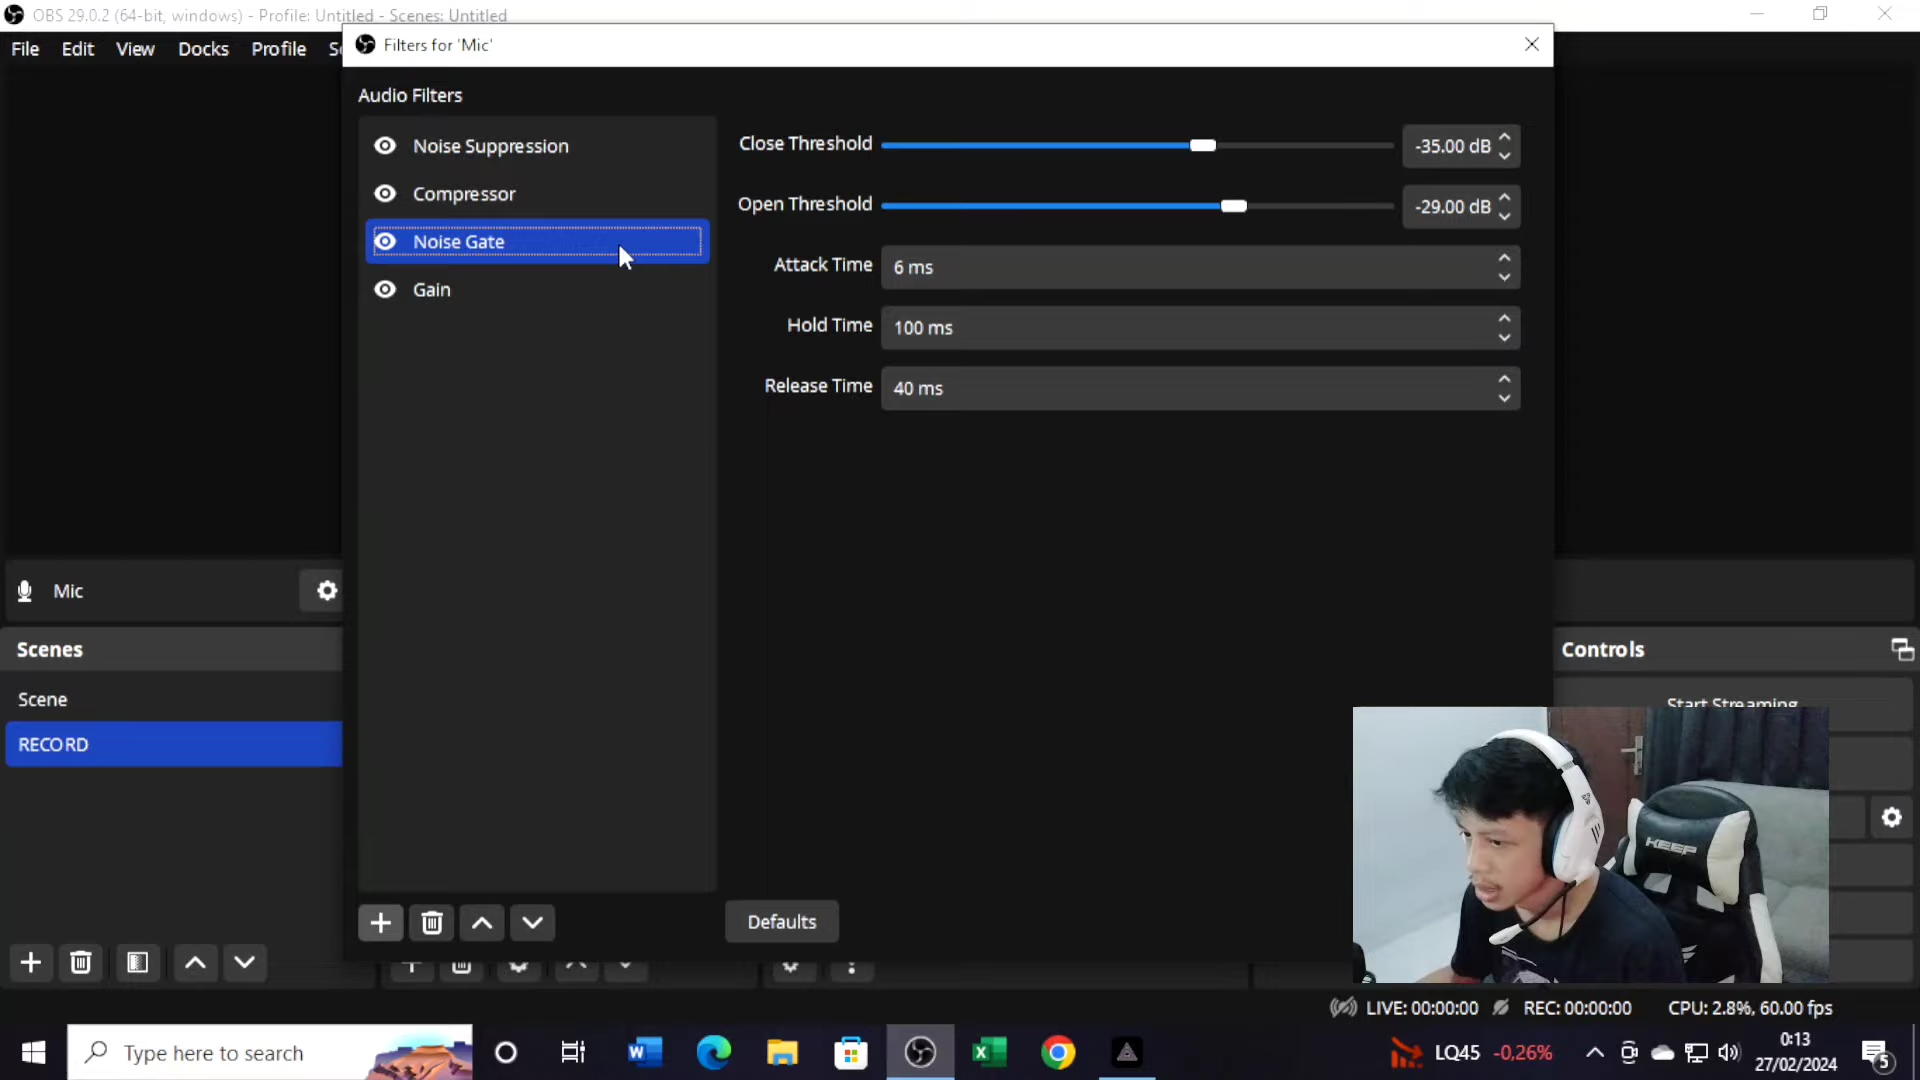 OBS 29.0.2 (64-bit, windows) - Profile: Untitled - Scenes: Untitled
File Edit View Docks Profile
Filters for 'Mic'
Audio Filters
Noise Suppression
Compressor
Noise Gate
Gain
Close Threshold -35.00 dB
Open Threshold -29.00 dB
Attack Time 6 ms
Hold Time 100 ms
Release Time 40 ms
Defaults
Mic
Scenes
Scene
RECORD
Controls
Start Streaming
KEEP
LIVE: 00:00:00 REC: 00:00:00 CPU: 2.8%, 60.00 fps
Type here to search
LQ45 -0,26%
0:13
27/02/2024
5